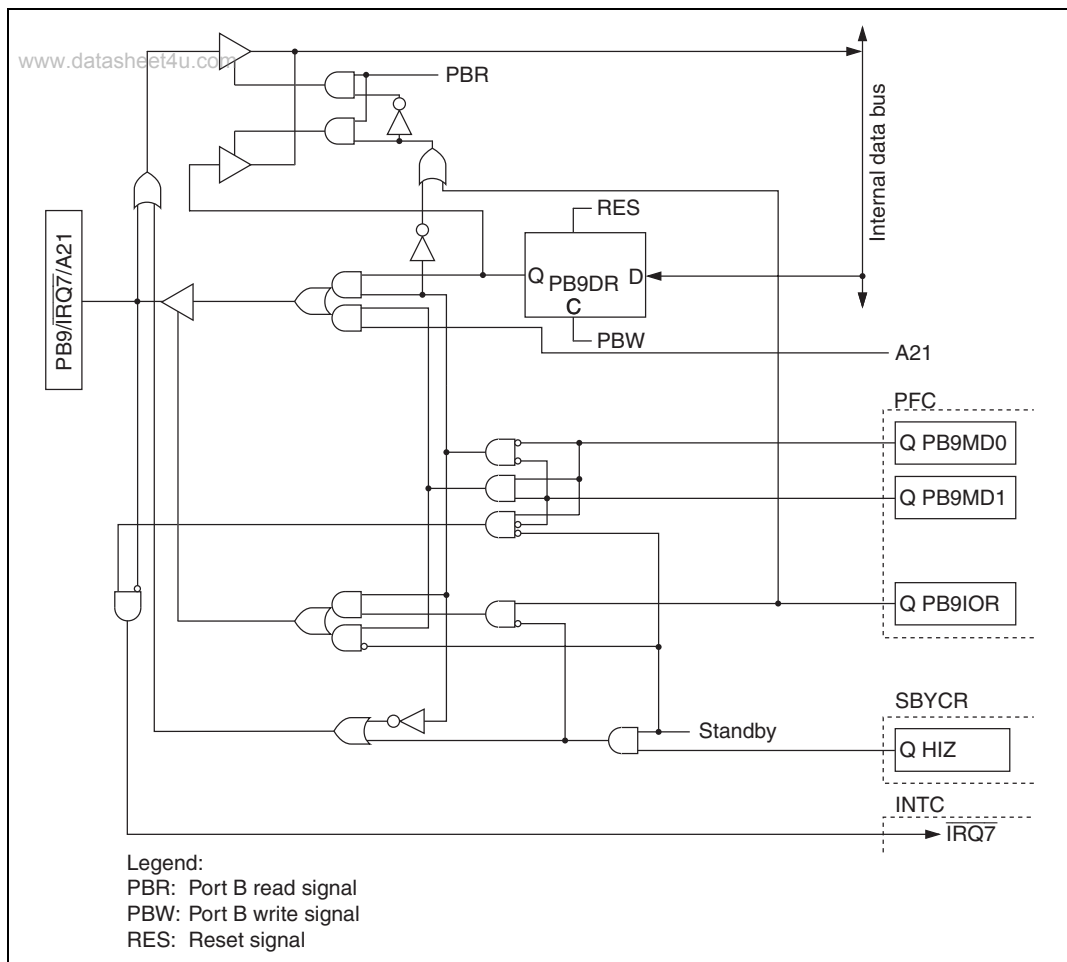 www.datasheet4u.com
PBR
Internal data bus
RES
PB9/IRQ7/A21
Q PB9DR D
C
PBW
A21
PFC
Q PB9MD0
Q PB9MD1
Q PB9IOR
SBYCR
Standby
Q HIZ
INTC
IRQ7
Legend:
PBR: Port B read signal
PBW: Port B write signal
RES: Reset signal